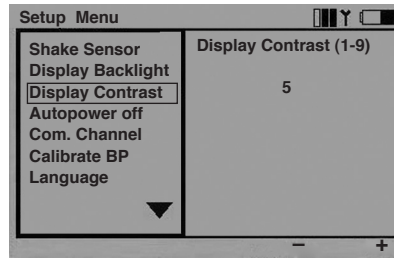 Setup Menu
Shake Sensor
Display Backlight
Display Contrast
Autopower off
Com. Channel
Calibrate BP
Language
Display Contrast (1-9)
5
− +